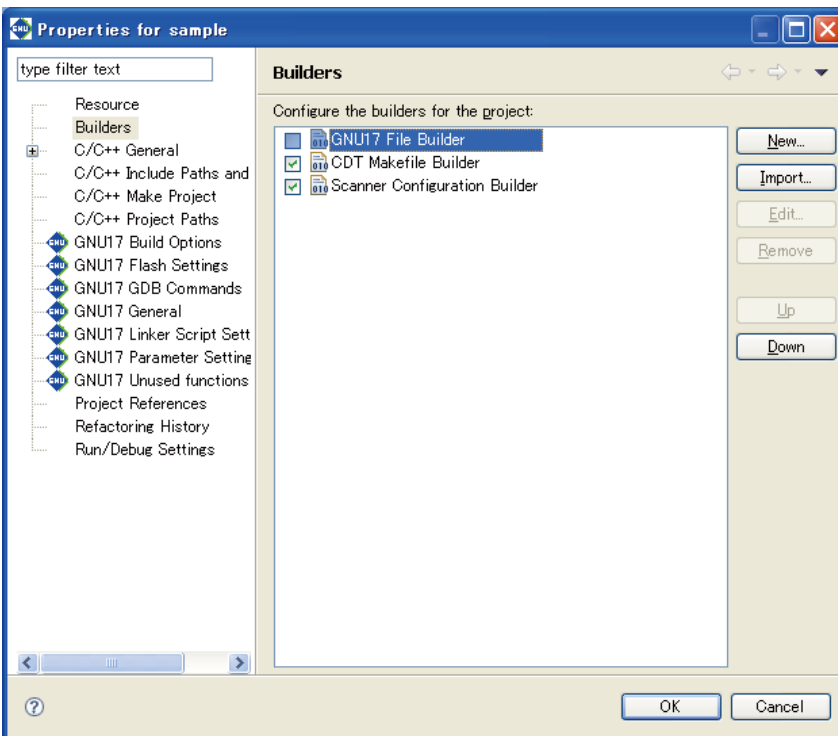 Properties for sample
type filter text
Resource
Builders
C/C++ General
C/C++ Include Paths and
C/C++ Make Project
C/C++ Project Paths
GNU17 Build Options
GNU17 Flash Settings
GNU17 GDB Commands
GNU17 General
GNU17 Linker Script Sett
GNU17 Parameter Setting
GNU17 Unused functions
Project References
Refactoring History
Run/Debug Settings
Builders
Configure the builders for the project:
GNU17 File Builder
CDT Makefile Builder
Scanner Configuration Builder
New...
Import...
Edit...
Remove
Up
Down
OK
Cancel